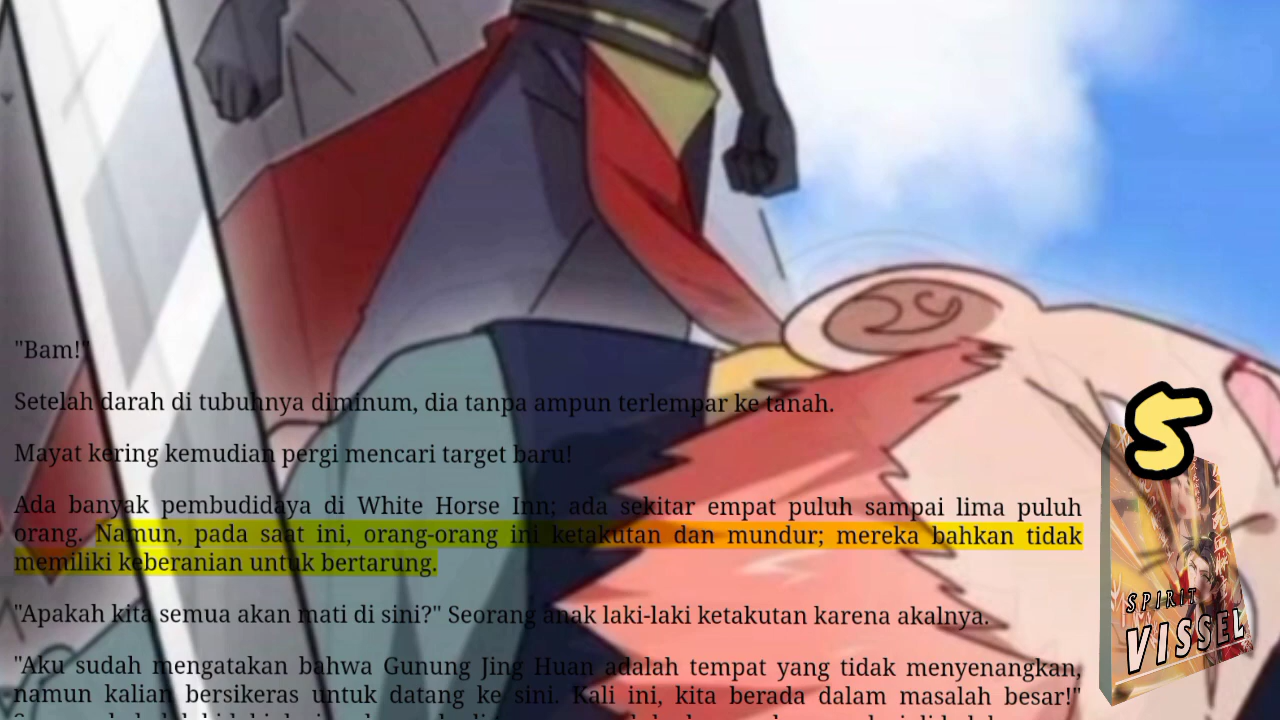 "Bam!"
Setelah darah di tubuhnya diminum, dia tanpa ampun terlempar ke tanah.
Mayat kering kemudian pergi mencari target baru!
Ada banyak pembudidaya di White Horse Inn; ada sekitar empat puluh sampai lima puluh
orang. Namun, pada saat ini, orang-orang ini ketakutan dan mundur; mereka bahkan tidak
memiliki keberanian untuk bertarung.
"Apakah kita semua akan mati di sini?" Seorang anak laki-laki ketakutan karena akalnya.
"Aku sudah mengatakan bahwa Gunung Jing Huan adalah tempat yang tidak menyenangkan,
namun kalian bersikeras untuk datang ke sini. Kali ini, kita berada dalam masalah besar!"
S
SPIRIT
VISSEL